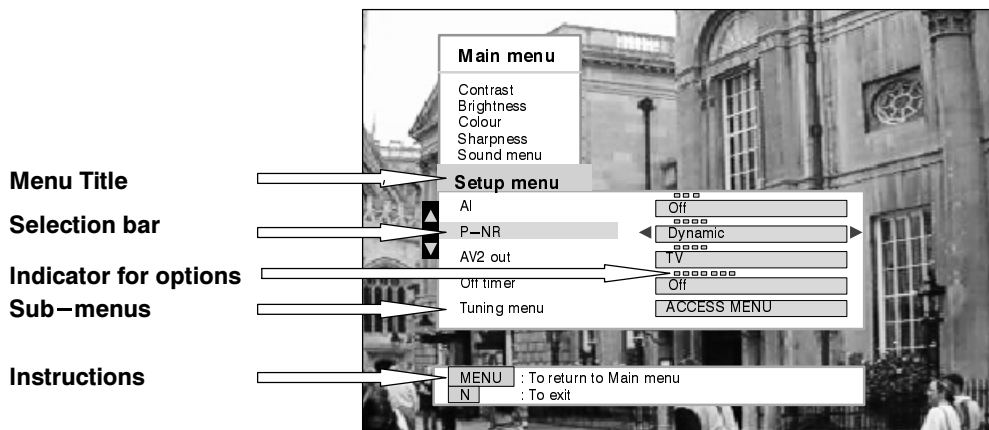 Main menu
Contrast
Brightness
Colour
Sharpness
Sound menu
Menu Title
Setup menu
AI Off
Selection bar
P−NR Dynamic
AV2 out TV
Indicator for options
Off timer Off
Sub−menus
Tuning menu ACCESS MENU
Instructions
MENU : To return to Main menu
N : To exit